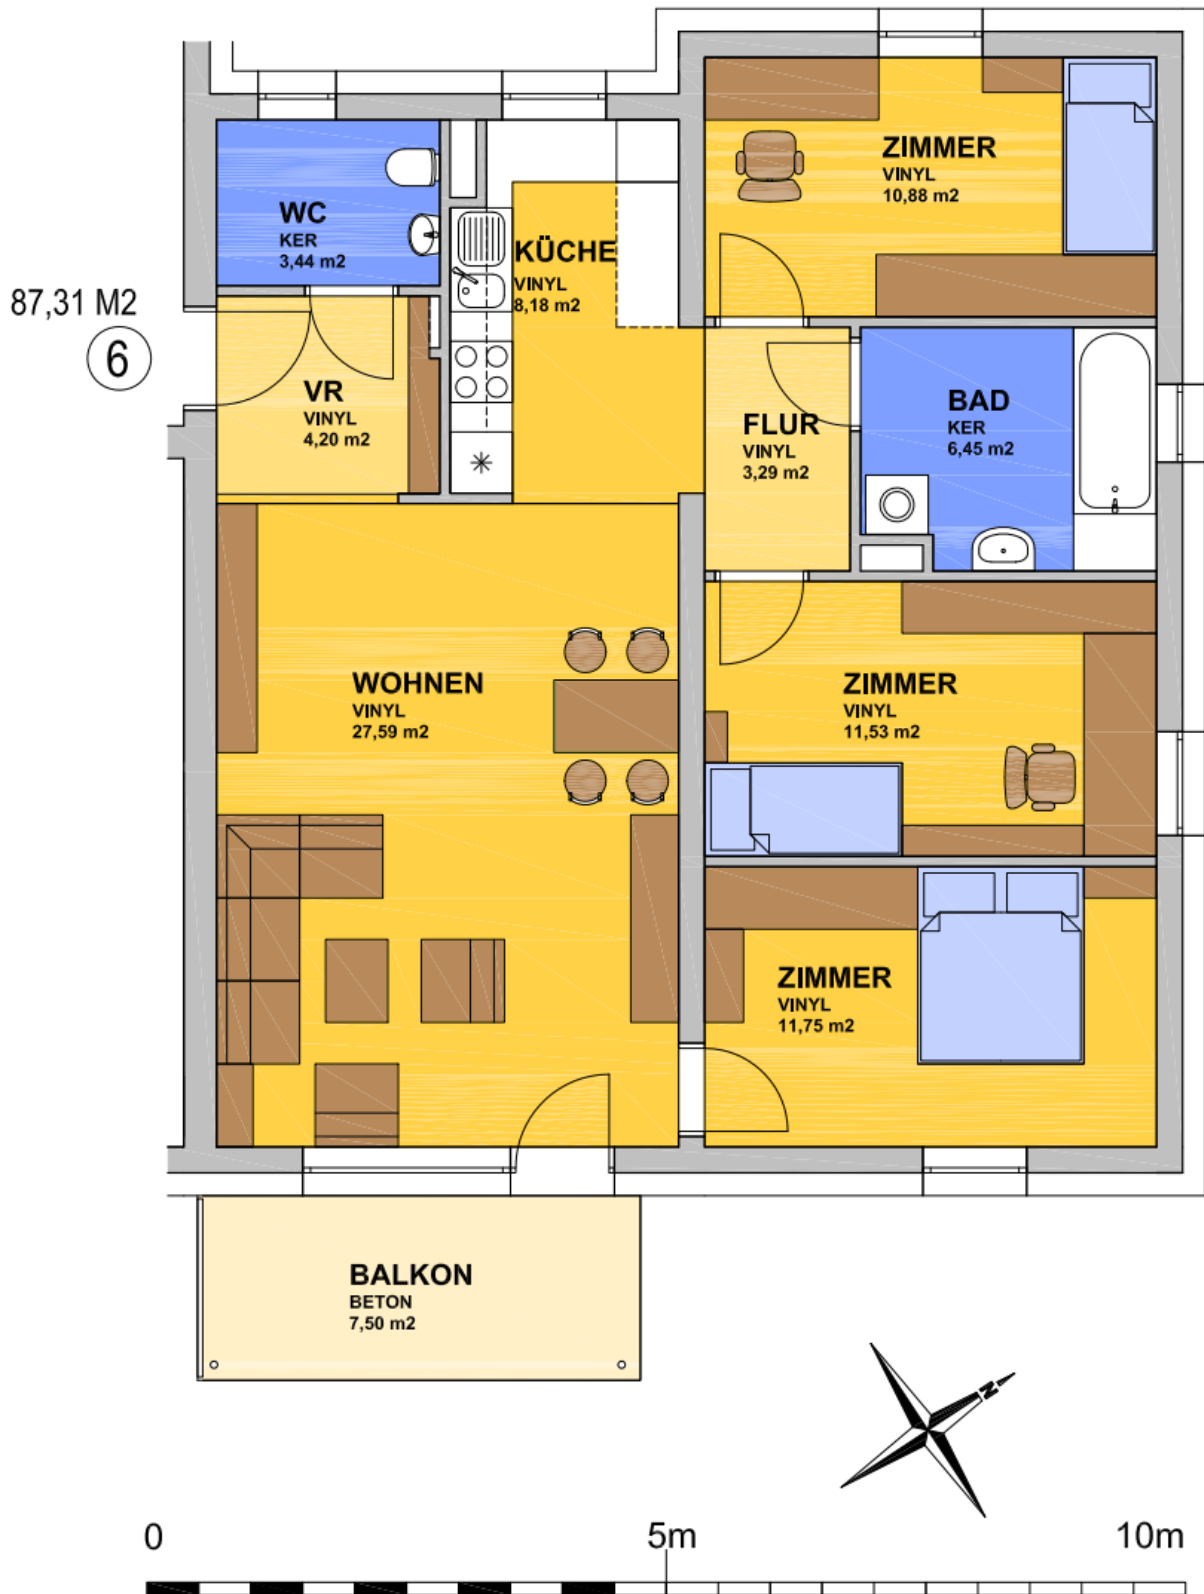 ZIMMER
VINYL
10,88 m2
WC
KER
3,44 m2
KÜCHE
VINYL
8,18 m2
87,31 M2
6
VR
VINYL
4,20 m2
FLUR
VINYL
3,29 m2
BAD
KER
6,45 m2
WOHNEN
VINYL
27,59 m2
ZIMMER
VINYL
11,53 m2
ZIMMER
VINYL
11,75 m2
BALKON
BETON
7,50 m2
N
0 5m 10m